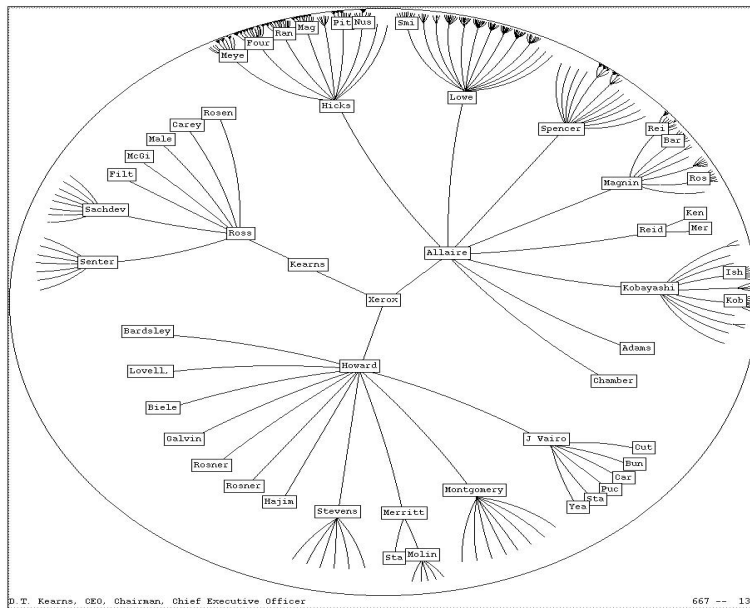 Pit Nus Smi
Mag
Ran
Four
Meye
Hicks
Lowe
Spencer
Rei
Bar
Rosen
Carey
Male
McGi
Filt
Magnin
Ros
Sachdev
Ross
Ken
Mer
Reid
Allaire
Senter
Kearns
Ish
Kobayashi
Kob
Xerox
Bardsley
Adams
Howard
Lovell.
Chamber
Biele
Galvin
J Vairo
Cut
Rosner
Bun
Car
Rosner
Montgomery
Puc
Sta
Hajim
Yea
Stevens
Merritt
Sta
Molin
D.T. Kearns, CEO, Chairman, Chief Executive Officer
667 -- 13